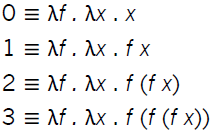 0 ≡ λf . λx . x
1 ≡ λf . λx . f x
2 ≡ λf . λx . f (f x)
3 ≡ λf . λx . f (f (f x))